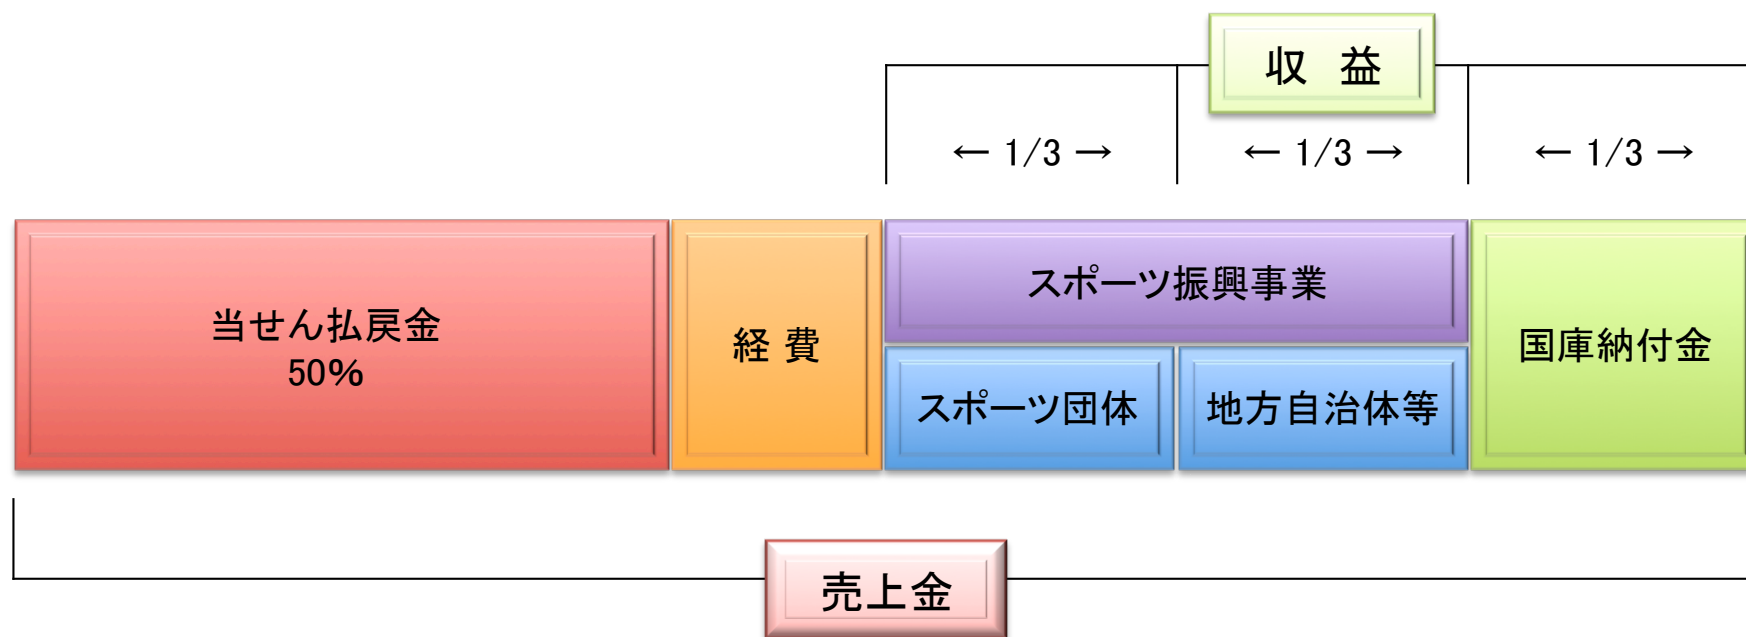 収 益
← 1/3 →
← 1/3 →
← 1/3 →
当せん払戻金
50%
経 費
スポーツ振興事業
スポーツ団体
地方自治体等
国庫納付金
売上金